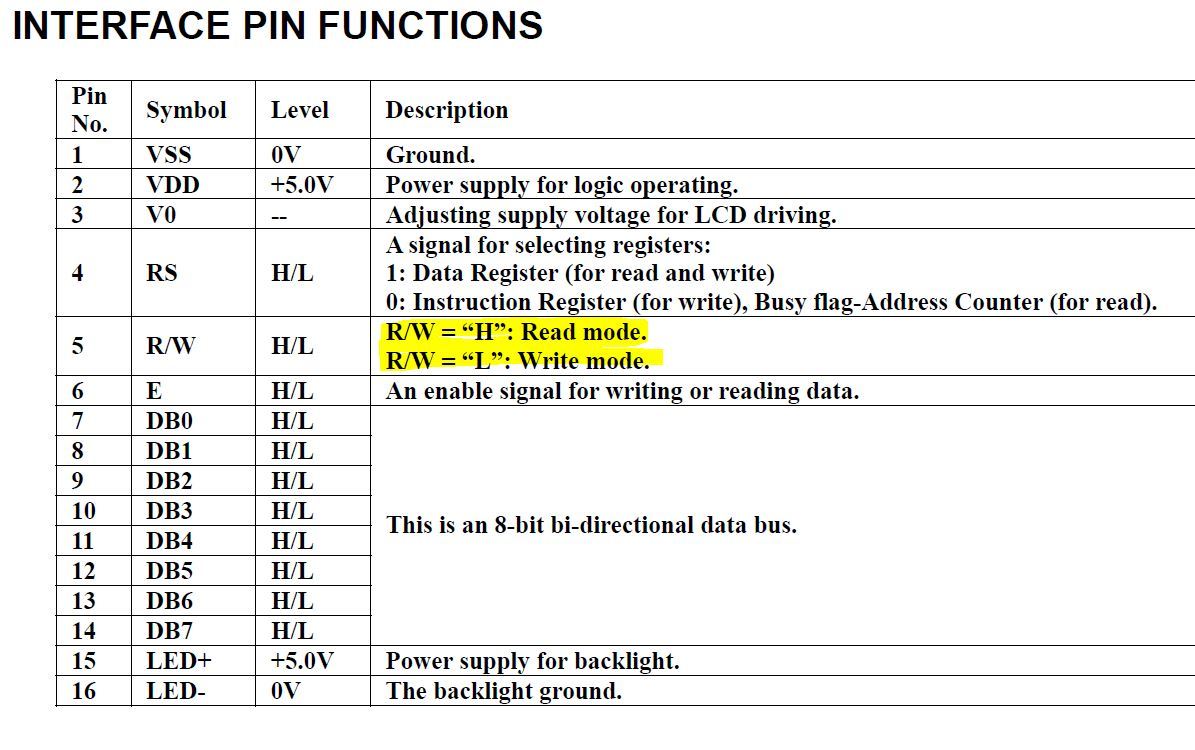 INTERFACE PIN FUNCTIONS
Pin No. Symbol Level Description
1 VSS 0V Ground.
2 VDD +5.0V Power supply for logic operating.
3 V0 -- Adjusting supply voltage for LCD driving.
4 RS H/L A signal for selecting registers:
1: Data Register (for read and write)
0: Instruction Register (for write), Busy flag-Address Counter (for read).
5 R/W H/L R/W = “H”: Read mode.
R/W = “L”: Write mode.
6 E H/L An enable signal for writing or reading data.
7 DB0 H/L
8 DB1 H/L
9 DB2 H/L
10 DB3 H/L
This is an 8-bit bi-directional data bus.
11 DB4 H/L
12 DB5 H/L
13 DB6 H/L
14 DB7 H/L
15 LED+ +5.0V Power supply for backlight.
16 LED- 0V The backlight ground.